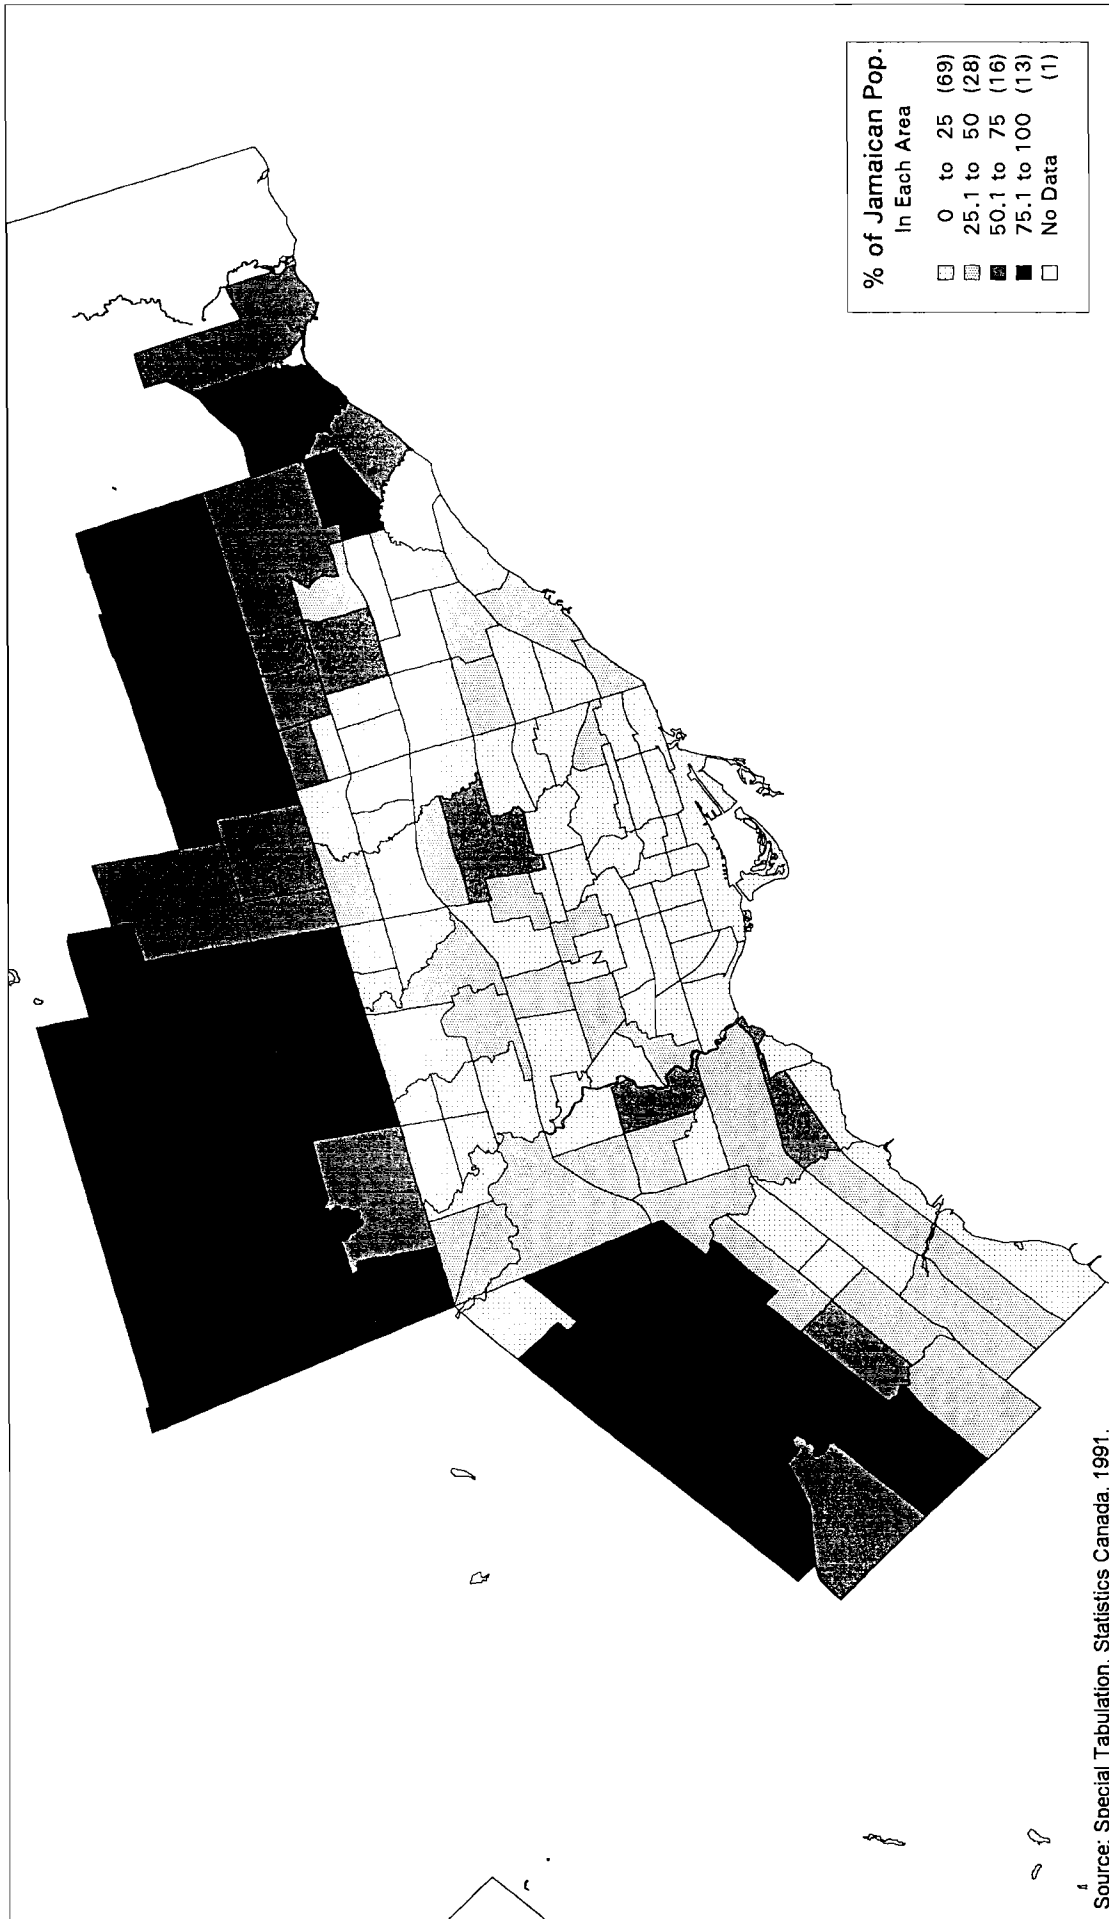 % of Jamaican Pop.
In Each Area
0 to 25 (69)
25.1 to 50 (28)
50.1 to 75 (16)
75.1 to 100 (13)
No Data (1)
Source: Special Tabulation, Statistics Canada, 1991.